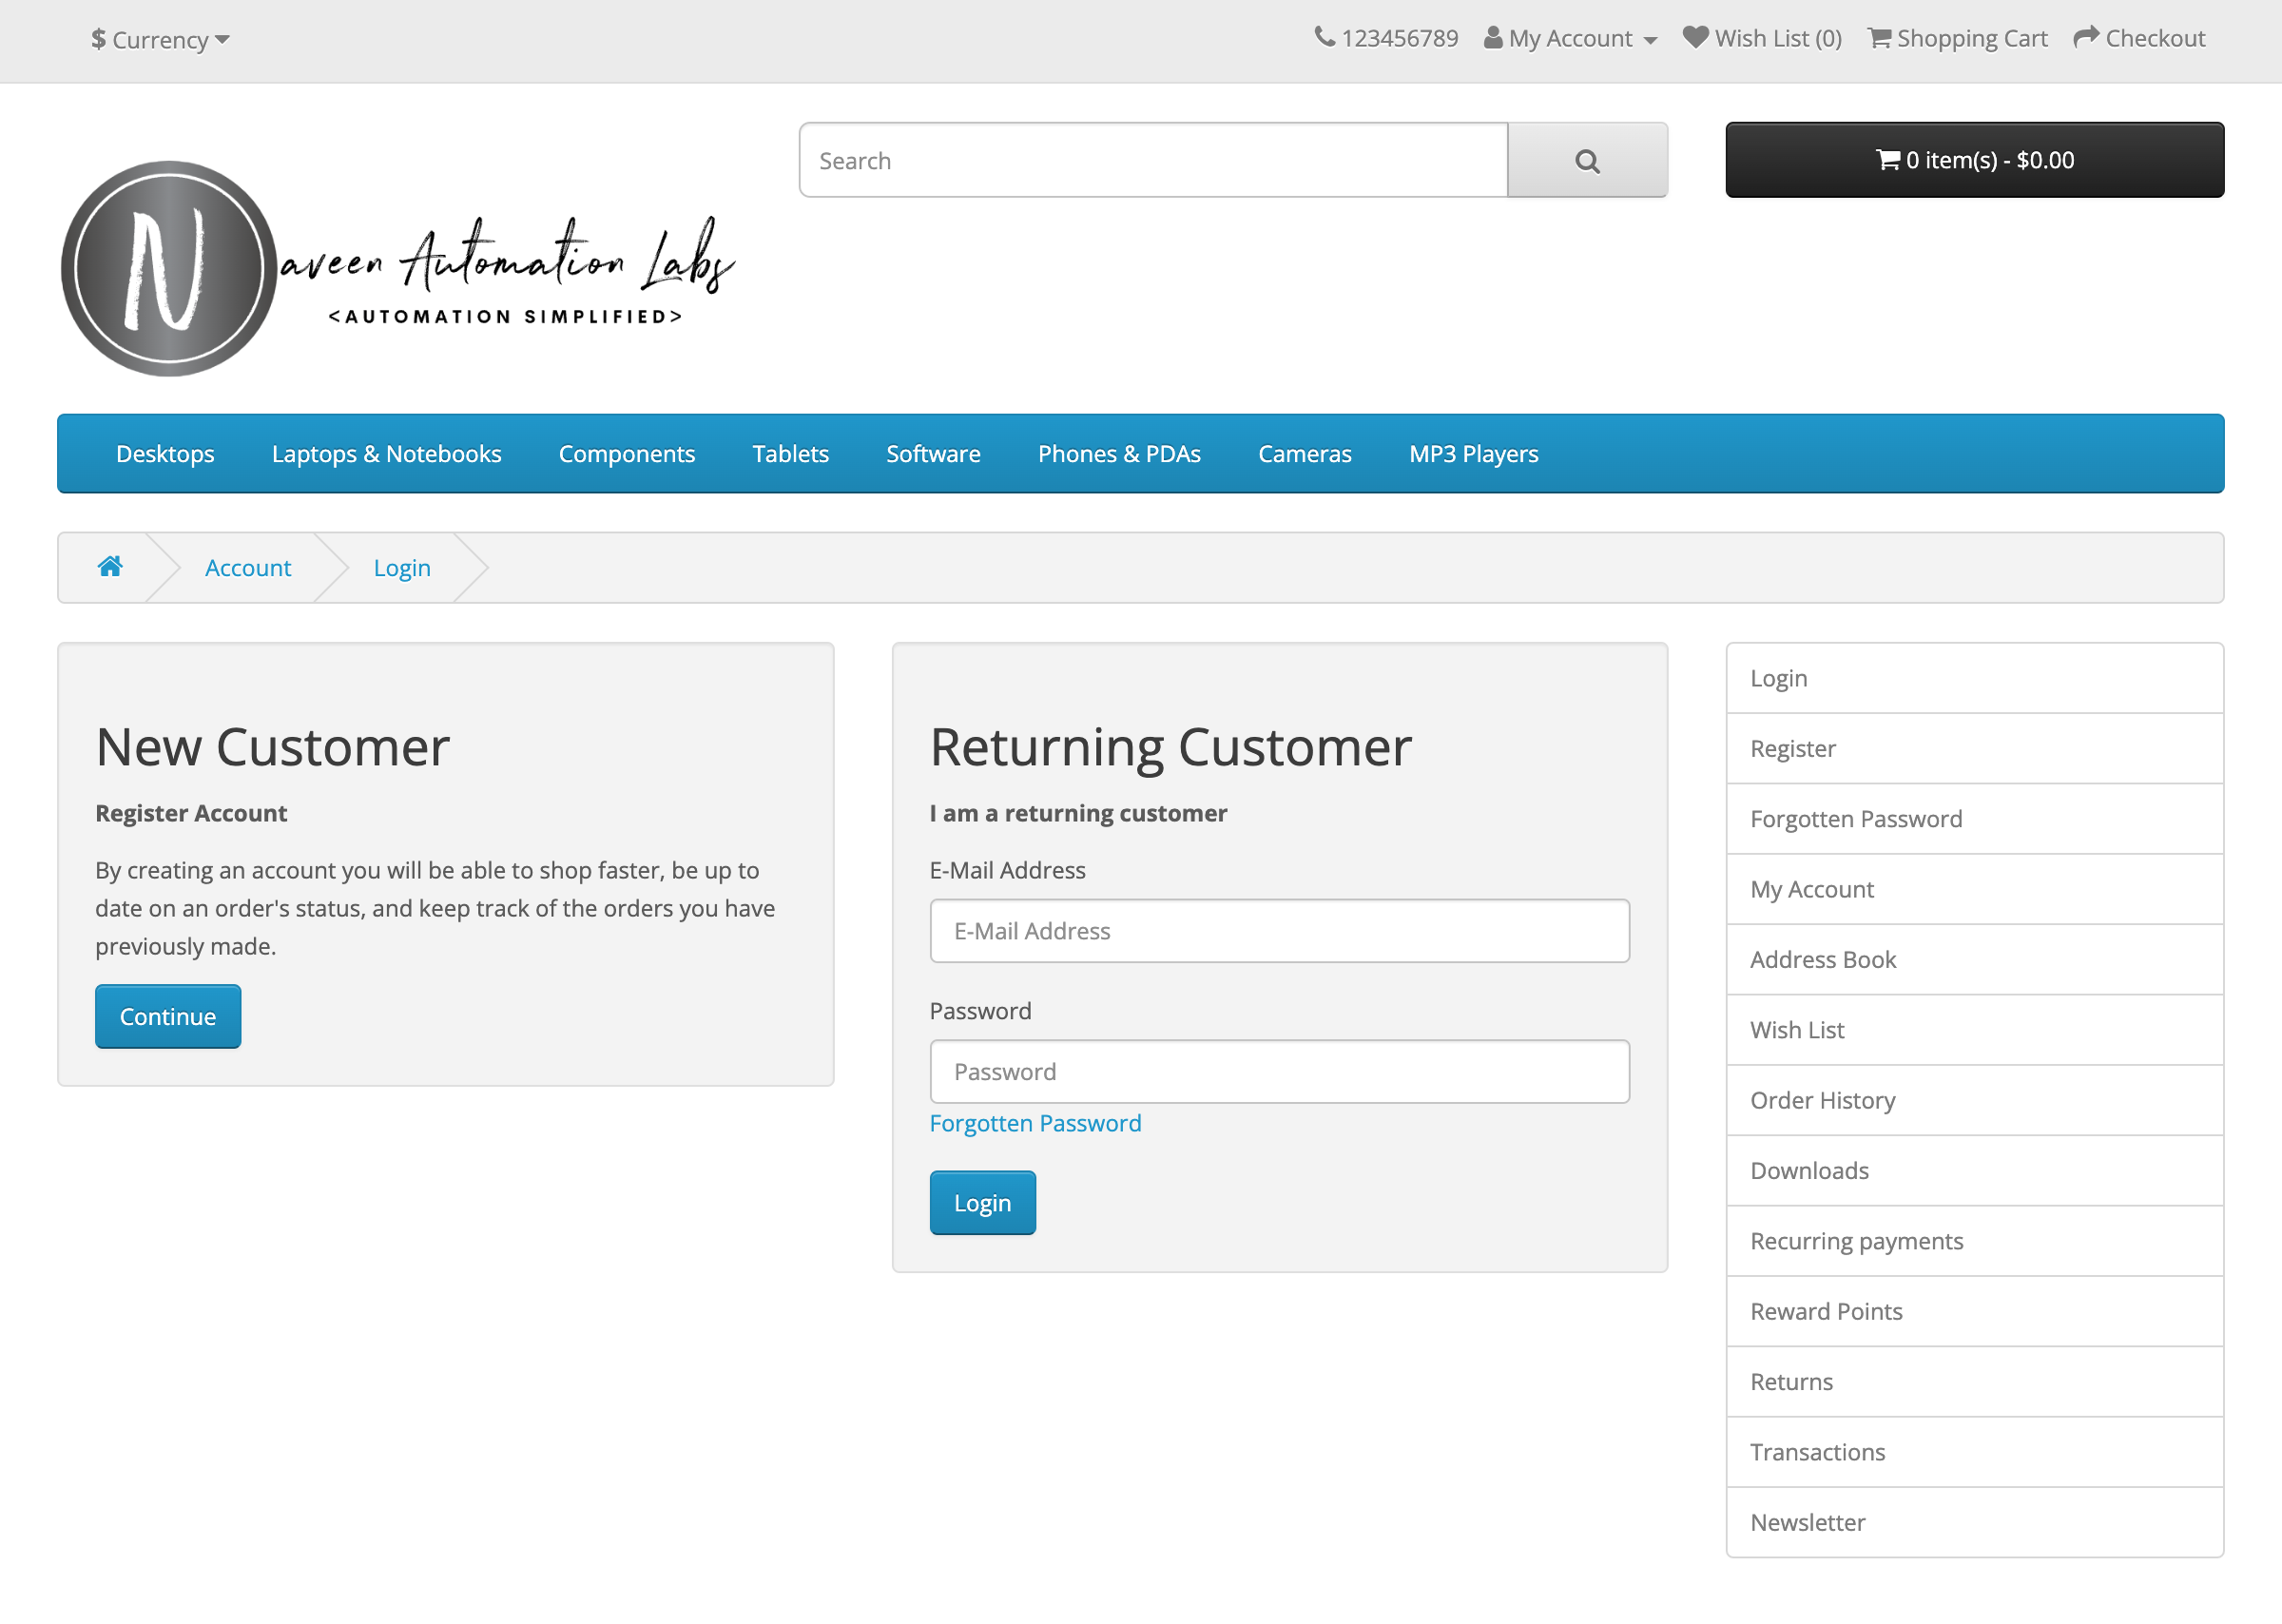 $ Currency
123456789 My Account Wish List (0) Shopping Cart Checkout
Search
0 item(s) - $0.00
Naveen Automation Labs
<AUTOMATION SIMPLIFIED>
Desktops Laptops & Notebooks Components Tablets Software Phones & PDAs Cameras MP3 Players
Account Login
New Customer
Register Account
By creating an account you will be able to shop faster, be up to
date on an order's status, and keep track of the orders you have
previously made.
Continue
Returning Customer
I am a returning customer
E-Mail Address
E-Mail Address
Password
Password
Forgotten Password
Login
Login
Register
Forgotten Password
My Account
Address Book
Wish List
Order History
Downloads
Recurring payments
Reward Points
Returns
Transactions
Newsletter